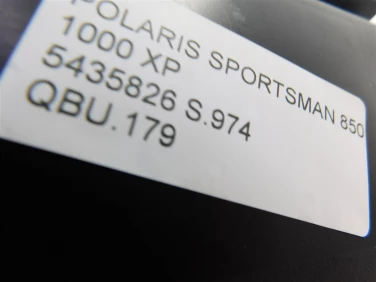 POLARIS SPORTSMAN 850
1000 XP
5435826 S.974
QBU.179